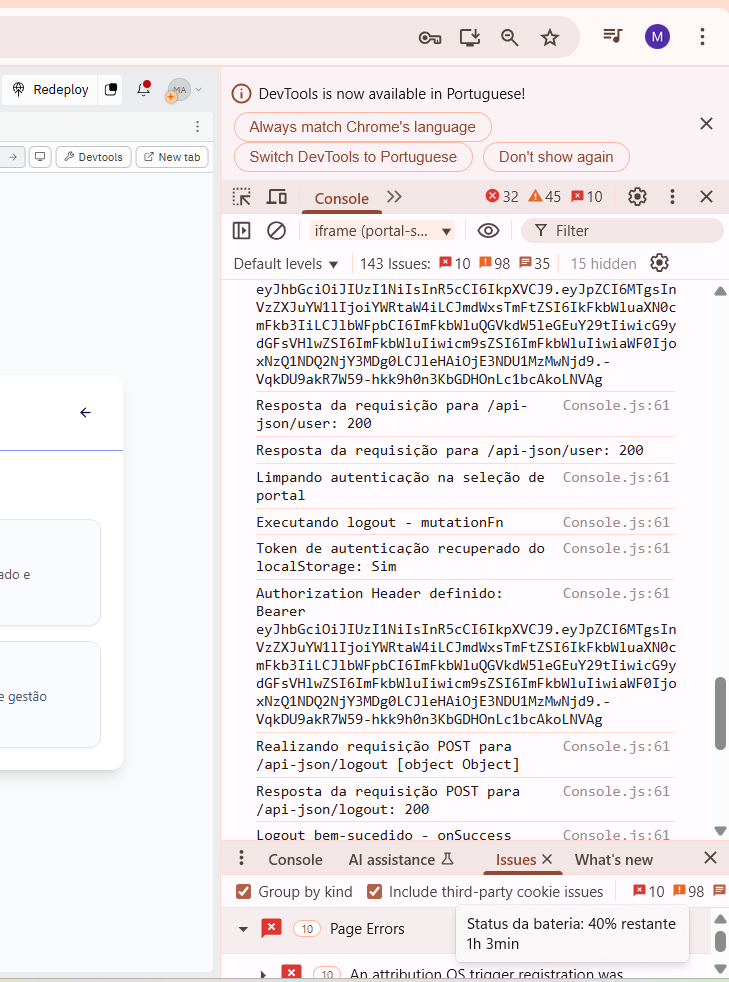 M
Redeploy
MA
Devtools
New tab
ado e
e gestão
DevTools is now available in Portuguese!
Always match Chrome's language
Switch DevTools to Portuguese
Don't show again
Console
32
45
10
iframe (portal-s...
Filter
Default levels
143 Issues:
10
98
35
15 hidden
eyJhbGciOiJIUzI1NiIsInR5cCI6IkpXVCJ9.eyJpZCI6MTgsIn
Resposta da requisição para /api-
Console.js:61
json/user: 200
Resposta da requisição para /api-json/user: 200
Limpando autenticação na seleção de
Console.js:61
portal
Executando logout - mutationFn
Console.js:61
Token de autenticação recuperado do
Console.js:61
localStorage: Sim
Authorization Header definido:
Console.js:61
Bearer
eyJhbGciOiJIUzI1NiIsInR5cCI6IkpXVCJ9.eyJpZCI6MTgsIn
Realizando requisição POST para
Console.js:61
/api-json/logout [object Object]
Resposta da requisição POST para
Console.js:61
/api-json/logout: 200
Logout bem-sucedido - onSuccess
Console.js:61
Console
AI assistance
Issues
What's new
Group by kind
Include third-party cookie issues
10
98
10
Page Errors
Status da bateria: 40% restante
1h 3min
10
An attribution OS trigger registration was